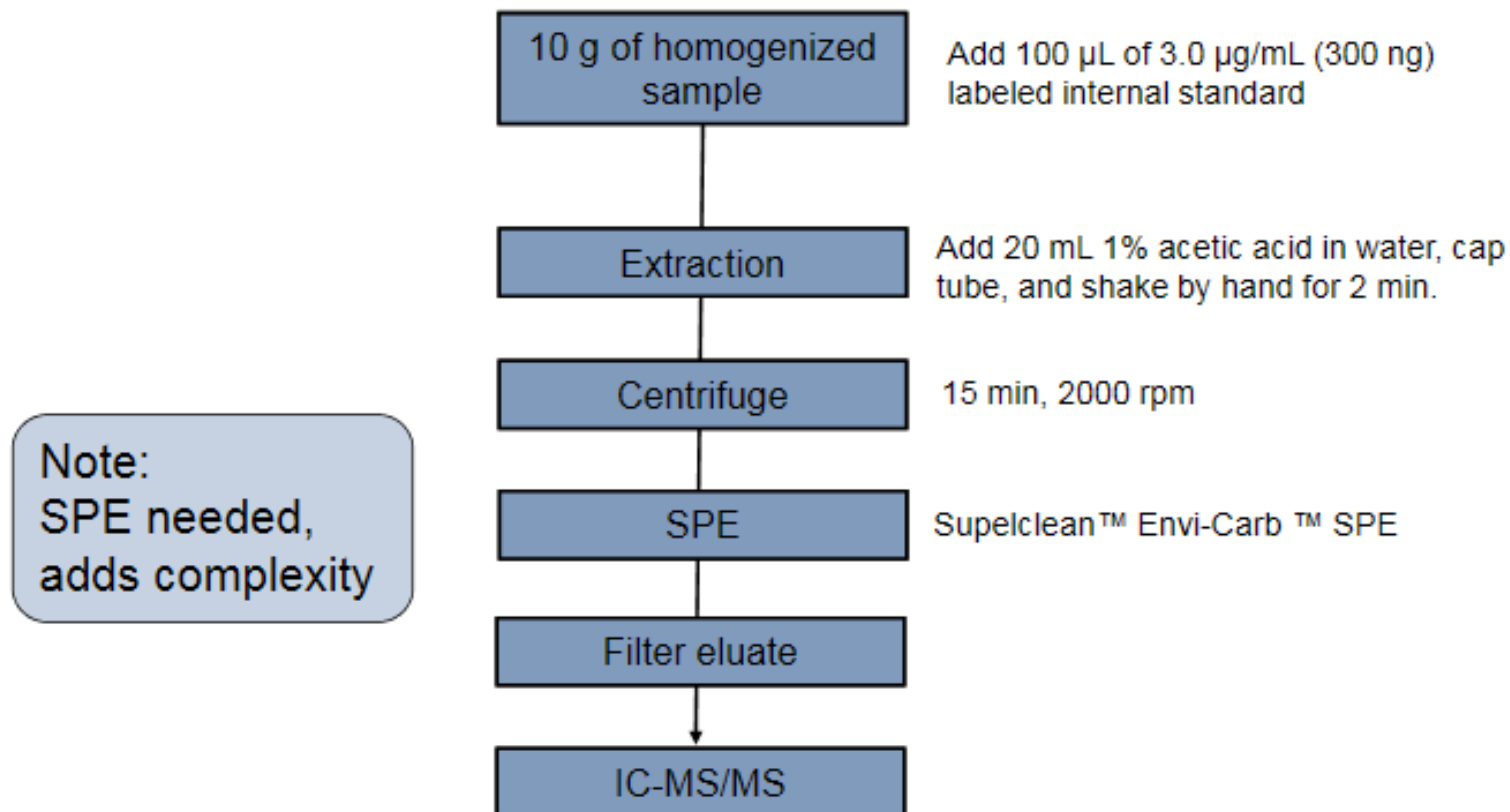 10 g of homogenized
sample
Add 100 µL of 3.0 µg/mL (300 ng)
labeled internal standard
Extraction
Add 20 mL 1% acetic acid in water, cap
tube, and shake by hand for 2 min.
Centrifuge
15 min, 2000 rpm
Note:
SPE needed,
adds complexity
SPE
Supelclean™ Envi-Carb ™ SPE
Filter eluate
IC-MS/MS